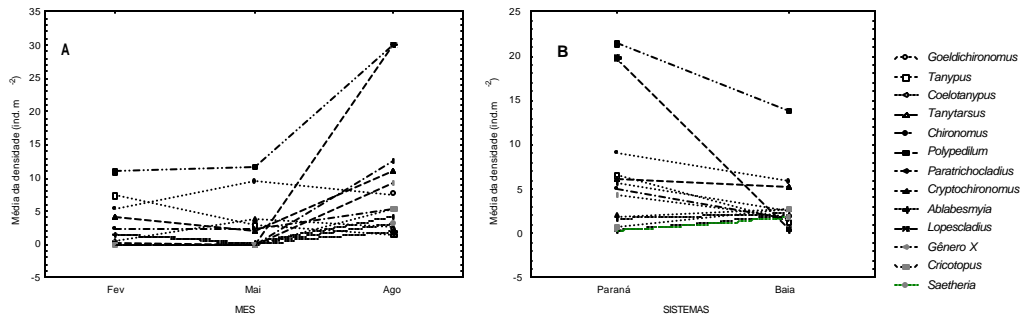 A
Média da densidade (ind.m -2)
35
30
25
20
15
10
5
0
-5
Fev Mai Ago
MES
B
Média da densidade (ind.m -2)
25
20
15
10
5
0
-5
Paraná Baia
SISTEMAS
Goeldichironomus
Tanypus
Coelotanypus
Tanytarsus
Chironomus
Polypedilum
Paratrichocladius
Cryptochironomus
Ablabesmyia
Lopescladius
Gênero X
Cricotopus
Saetheria